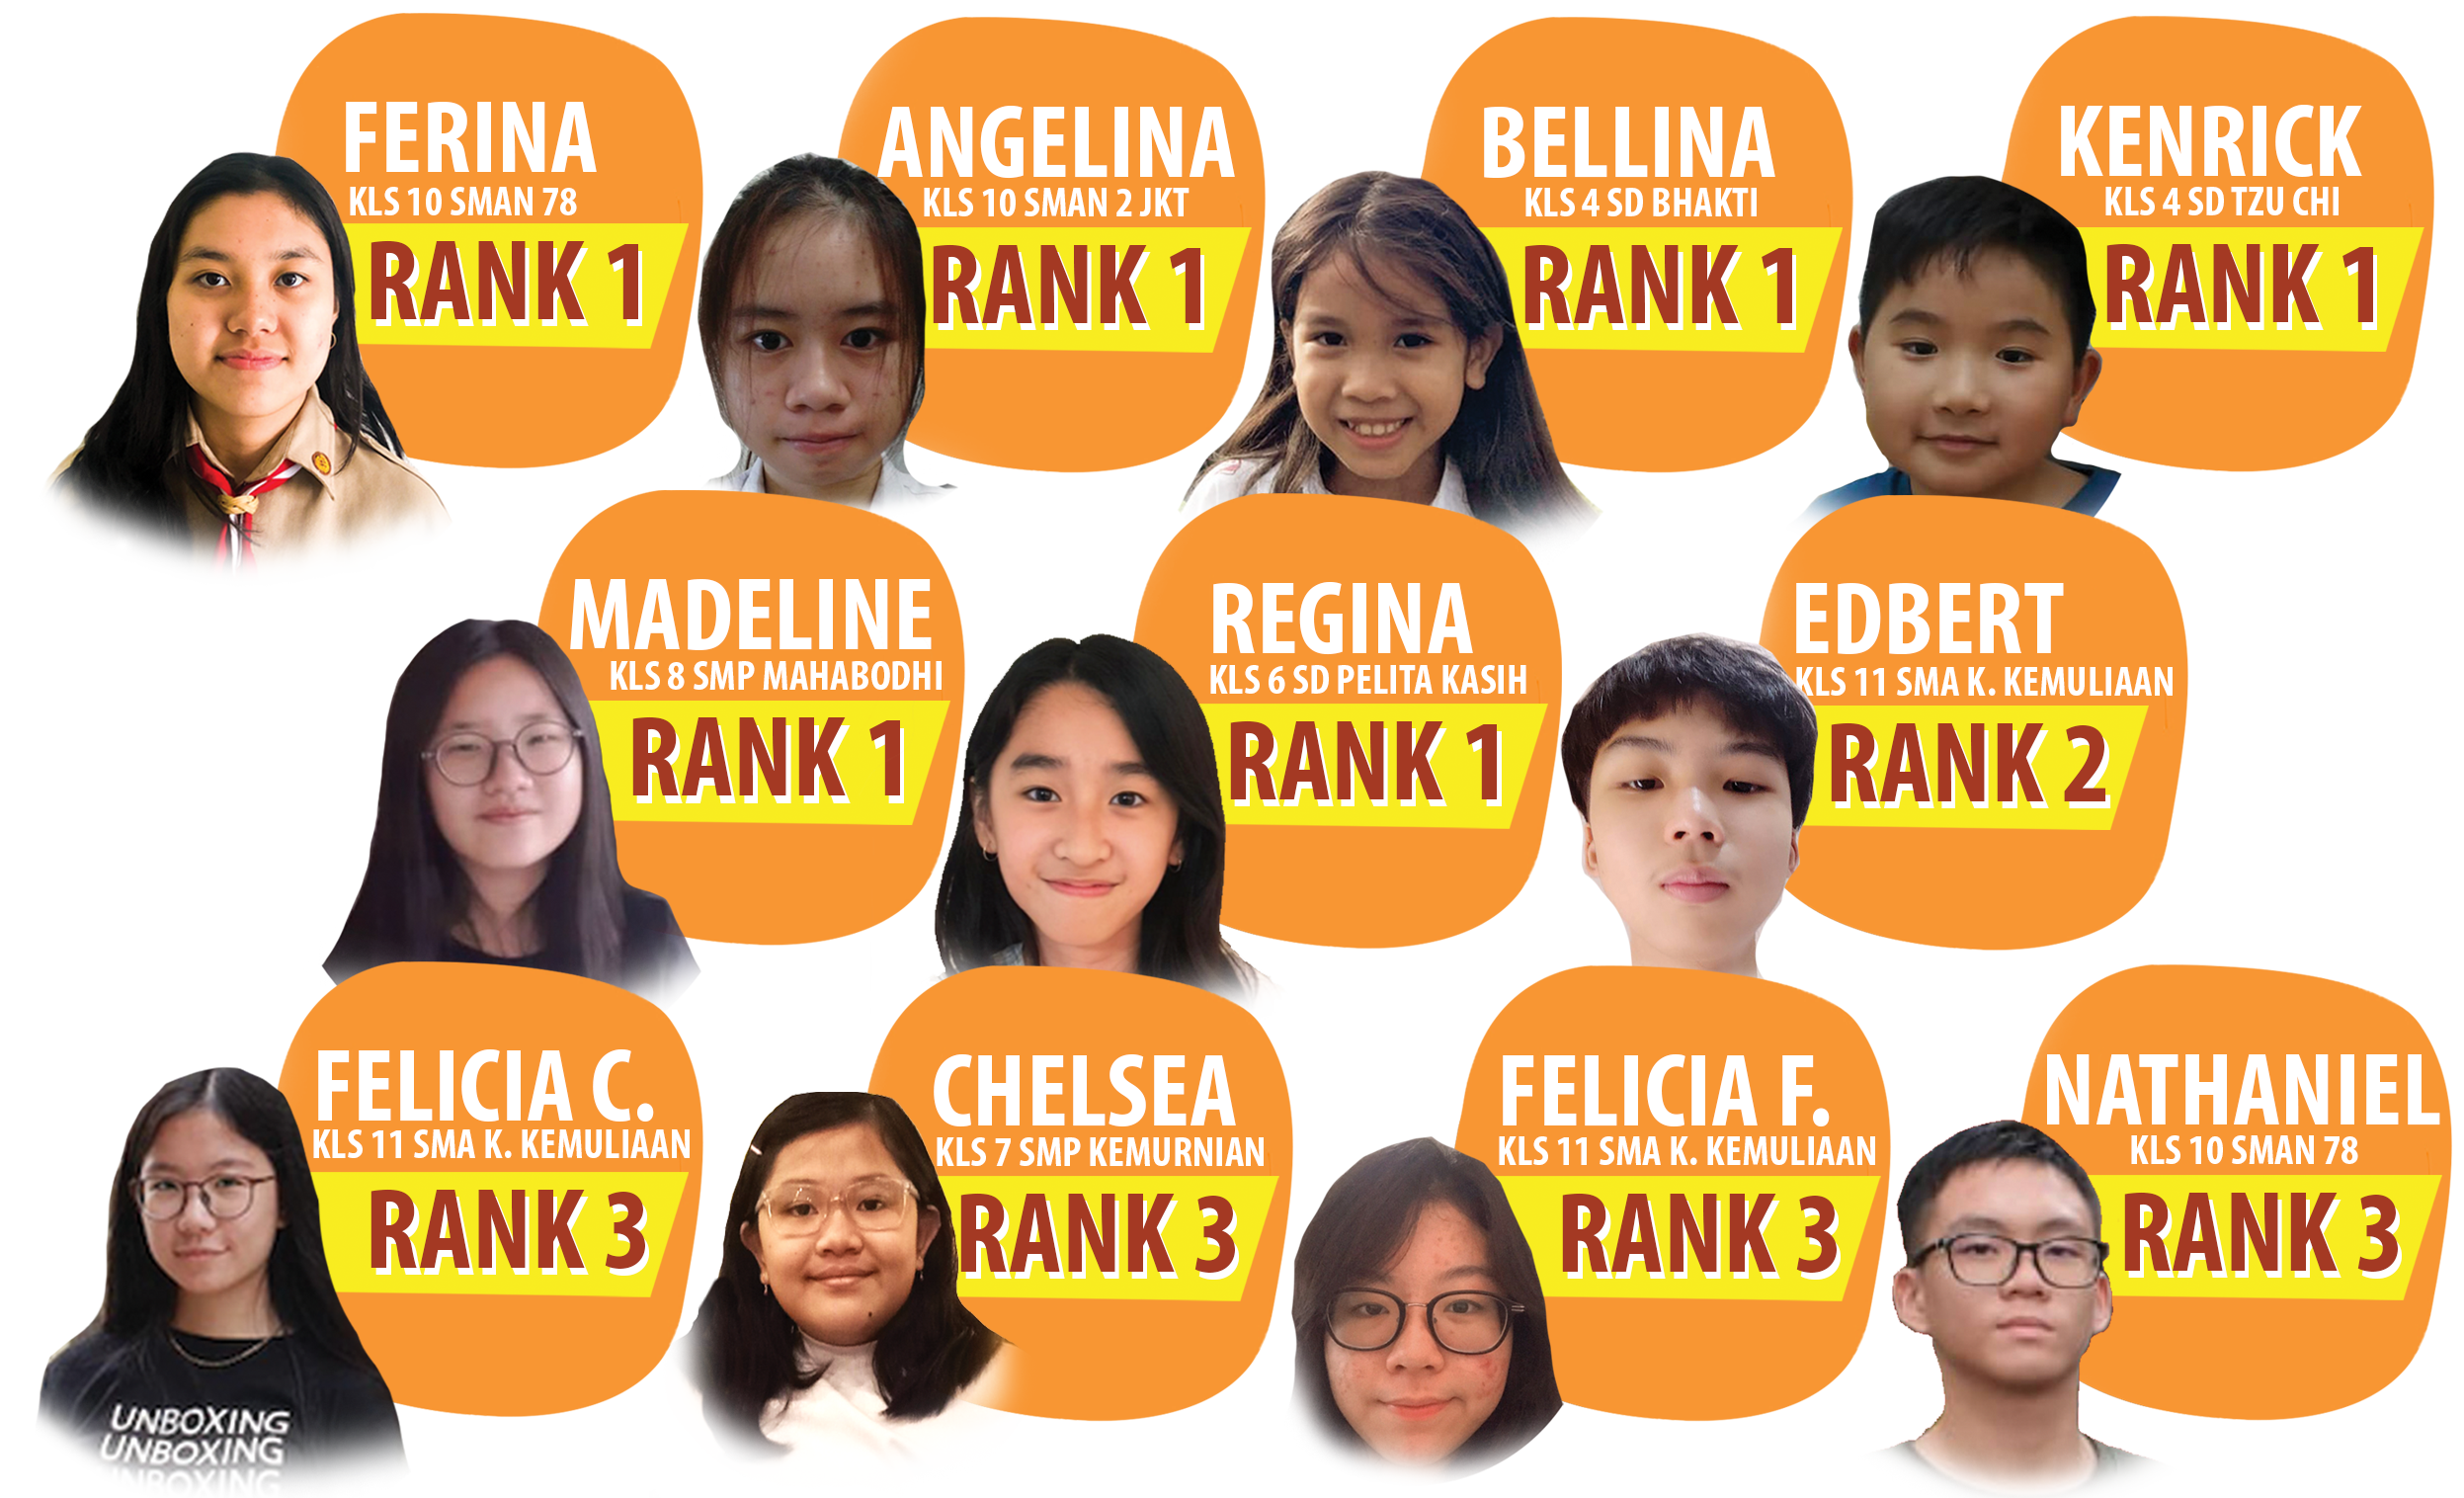 FERINA
KLS 10 SMAN 78
RANK 1
ANGELINA
KLS 10 SMAN 2 JKT
RANK 1
BELLINA
KLS 4 SD BHAKTI
RANK 1
KENRICK
KLS 4 SD TZU CHI
RANK 1
MADELINE
KLS 8 SMP MAHABODHI
RANK 1
REGINA
KLS 6 SD PELITA KASIH
RANK 1
EDBERT
KLS 11 SMA K. KEMULIAAN
RANK 2
FELICIA C.
KLS 11 SMA K. KEMULIAAN
RANK 3
UNBOXING
UNBOXING
UNBOXING
CHELSEA
KLS 7 SMP KEMURNIAN
RANK 3
FELICIA F.
KLS 11 SMA K. KEMULIAAN
RANK 3
NATHANIEL
KLS 10 SMAN 78
RANK 3